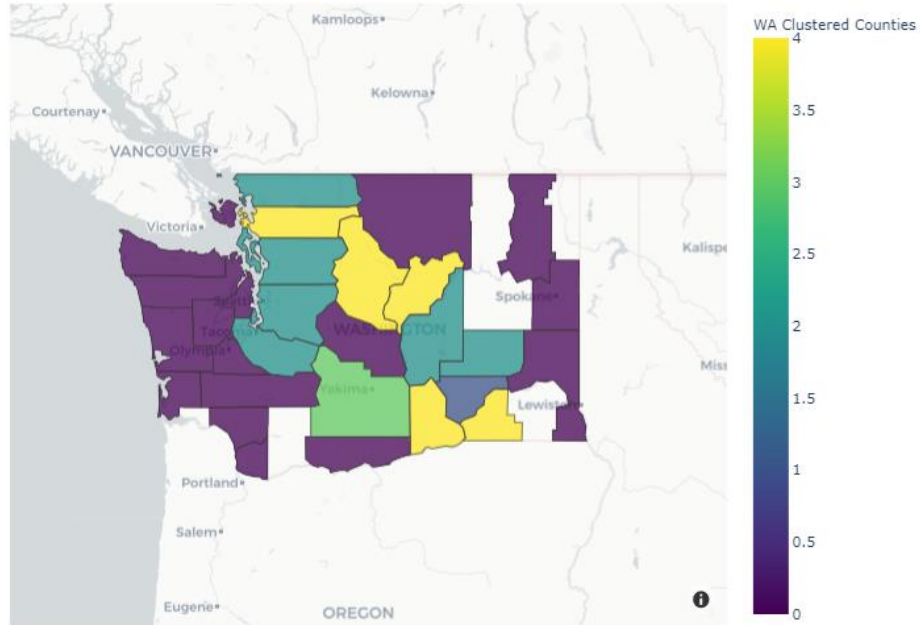 WA Clustered Counties
4
3.5
3
2.5
2
1.5
1
0.5
0
Kamloops
Kelowna
Courtenay
VANCOUVER
Victoria
Kalispe
Spokane
Seattle
Tacoma
WASHINGTON
Olympia
Miss
Yakima
Lewiston
Portland
Salem
Eugene
OREGON
i